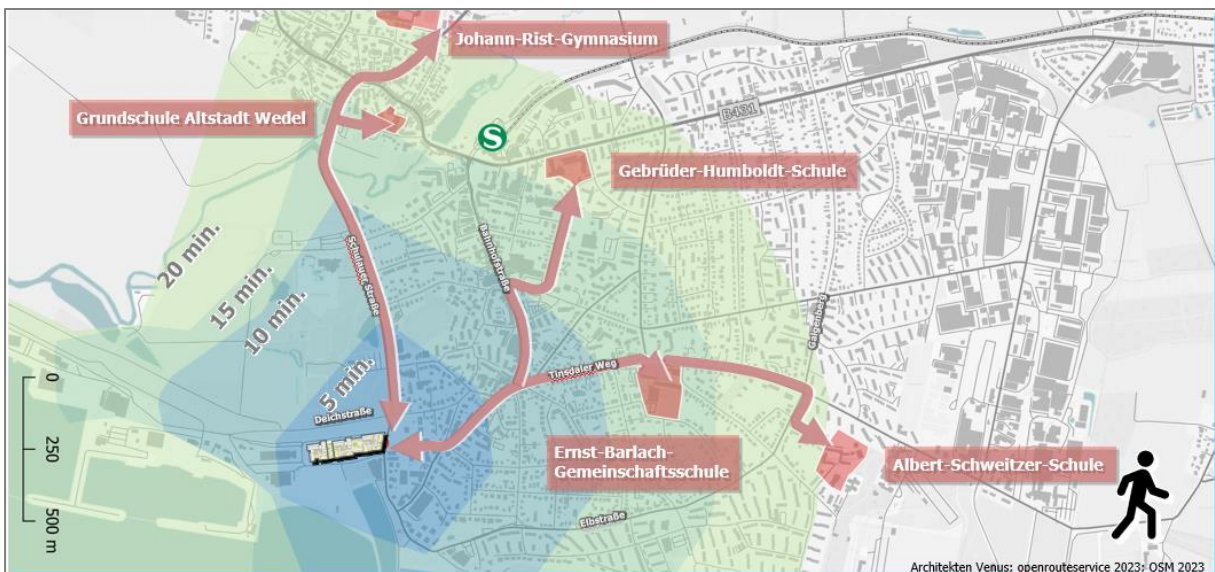 Johann-Rist-Gymnasium
B431
Grundschule Altstadt Wedel
S
Gebrüder-Humboldt-Schule
Schulauer Straße
Bahnhofstraße
20 min.
15 min.
10 min.
5 min.
Galgenberg
Tinsdaler Weg
Deichstraße
0
250
500 m
Ernst-Barlach-
Gemeinschaftsschule
Albert-Schweitzer-Schule
Elbstraße
Architekten Venus; openrouteservice 2023; OSM 2023